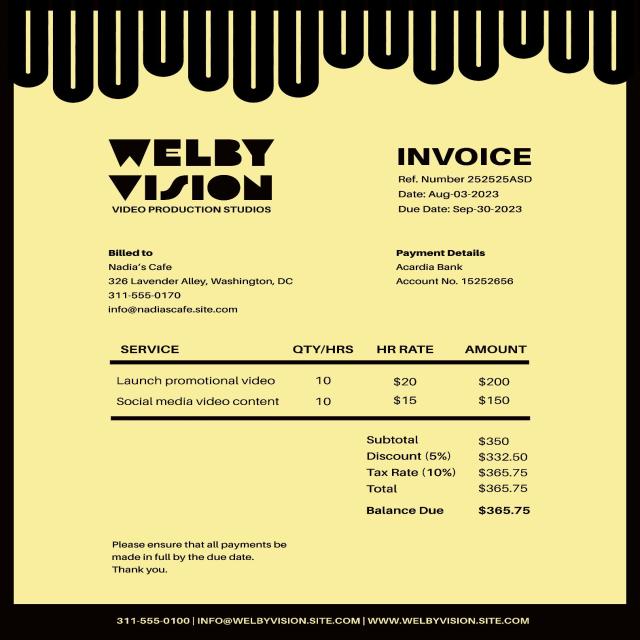 WELBY
VISION
VIDEO PRODUCTION STUDIOS
INVOICE
Ref. Number 252525ASD
Date: Aug-03-2023
Due Date: Sep-30-2023
Billed to
Nadia's Cafe
326 Lavender Alley, Washington, DC
311-555-0170
info@nadiascafe.site.com
Payment Details
Acardia Bank
Account No. 15252656
SERVICE QTY/HRS HR RATE AMOUNT
Launch promotional video 10 $20 $200
Social media video content 10 $15 $150
Subtotal $350
Discount (5%) $332.50
Tax Rate (10%) $365.75
Total $365.75
Balance Due $365.75
Please ensure that all payments be
made in full by the due date.
Thank you.
311-555-0100 | INFO@WELBYVISION.SITE.COM | WWW.WELBYVISION.SITE.COM